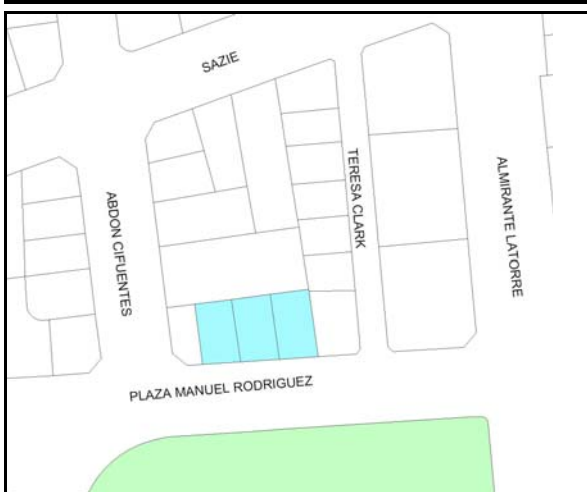 SAZIE
TERESA CLARK
ALMIRANTE LATORRE
ABDON CIFUENTES
PLAZA MANUEL RODRIGUEZ